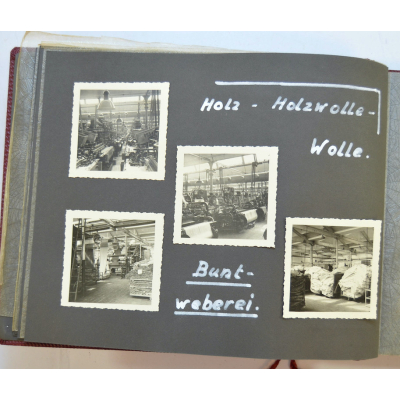 Holz - Holzwolle-
Wolle.
Bunt-
weberei.